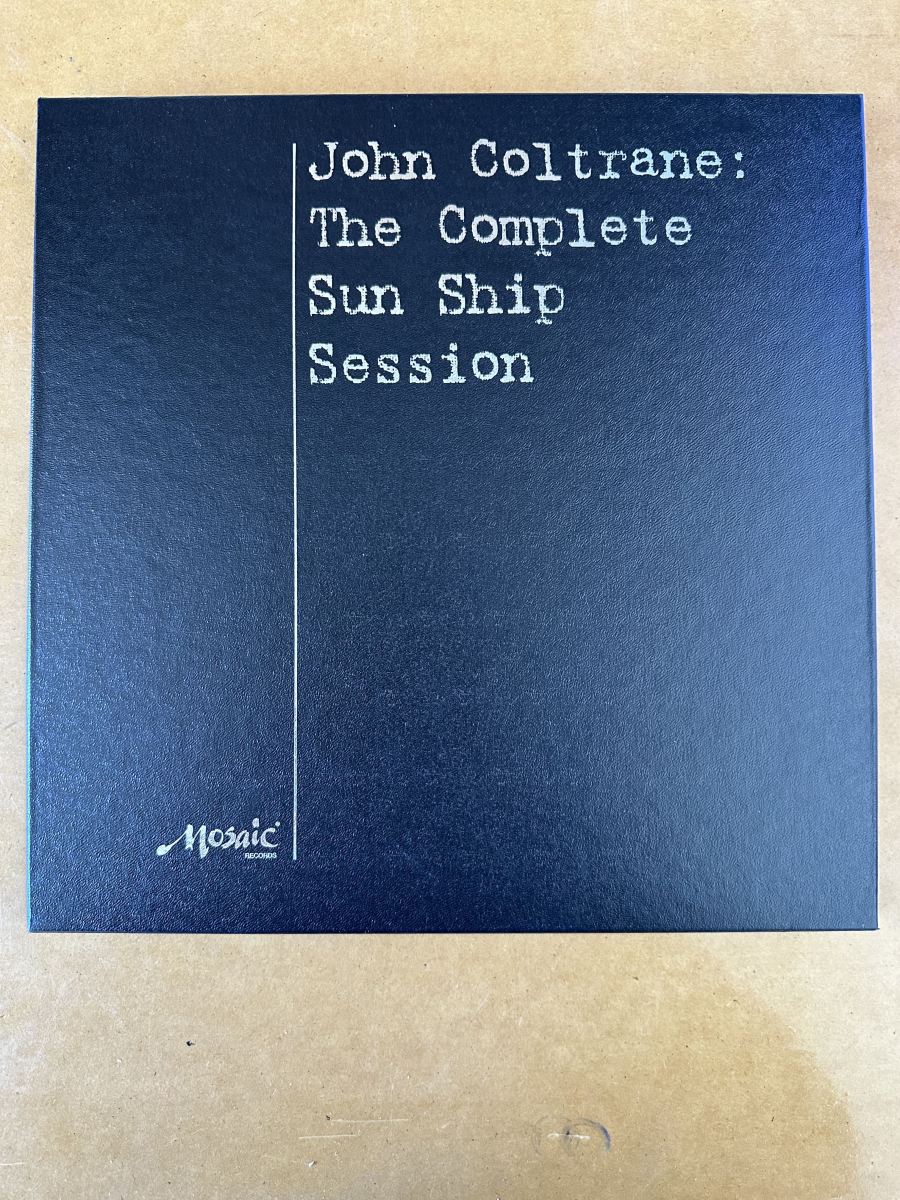 John Coltrane:
The Complete
Sun Ship
Session
Mosaic
RECORDS